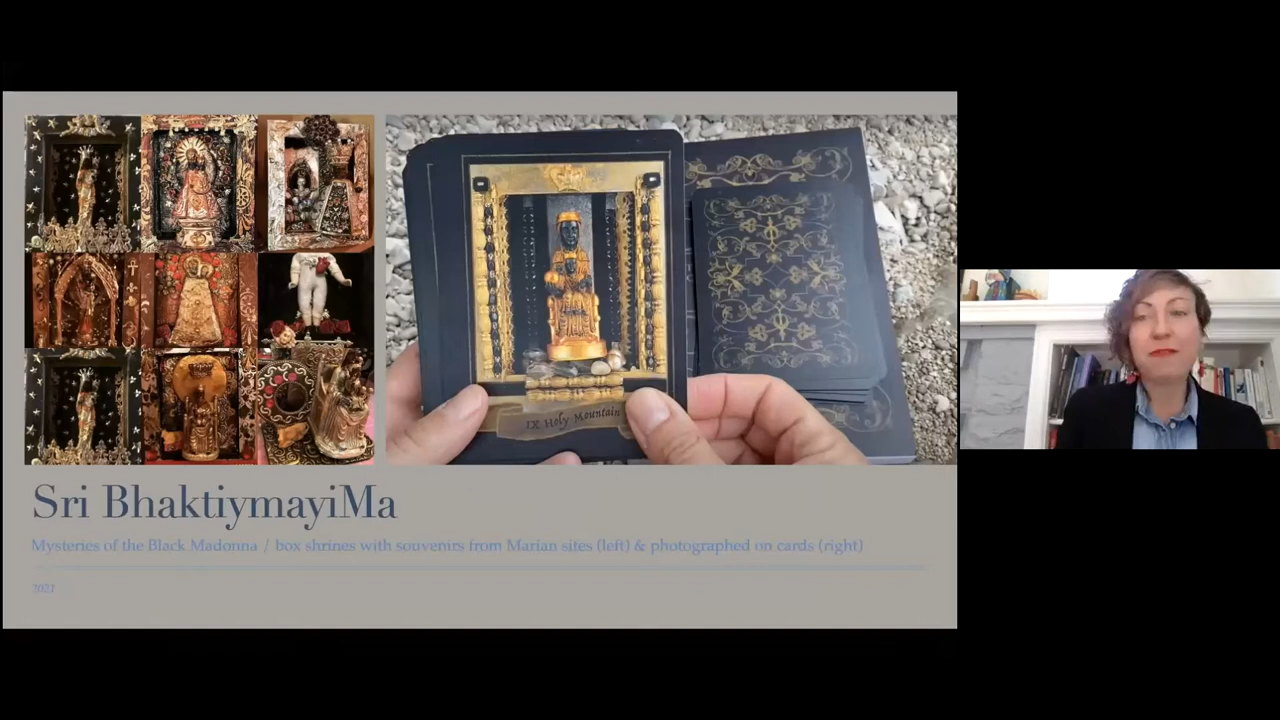 IX Holy Mountain
Sri BhaktiymayiMa
Mysteries of the Black Madonna / box shrines with souvenirs from Marian sites (left) & photographed on cards (right)